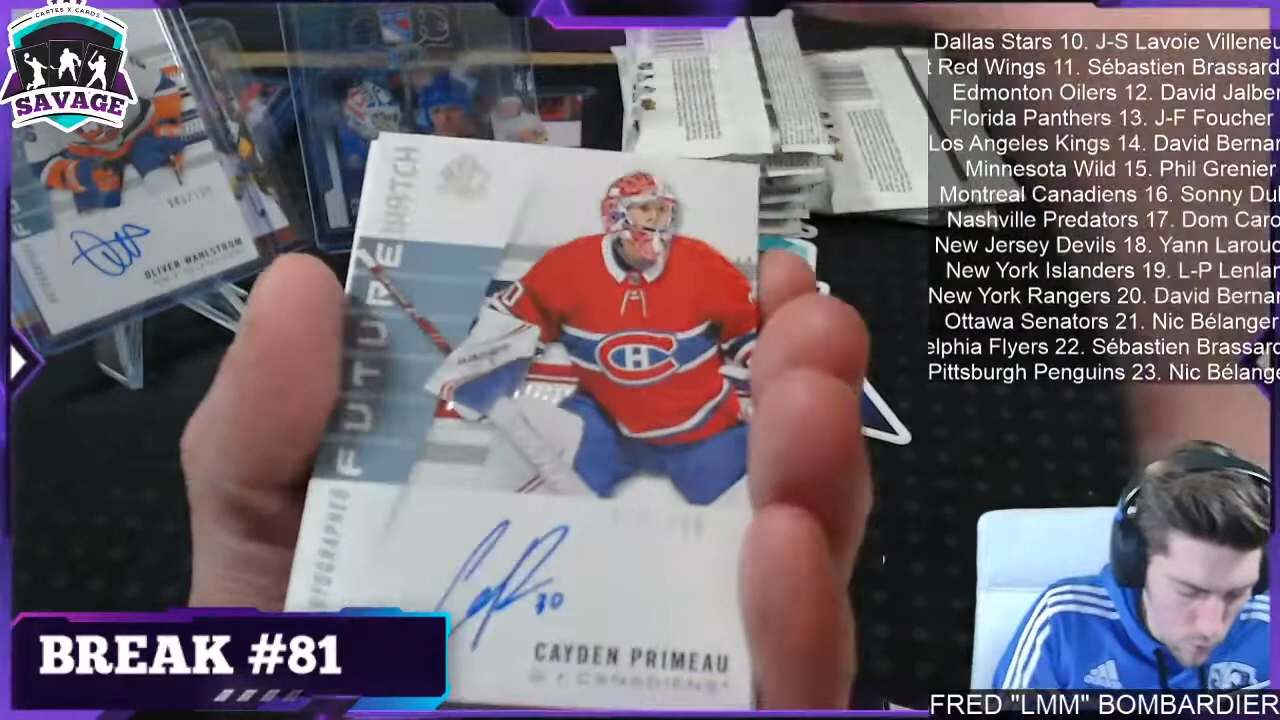 CARTES X CARDS
SAVAGE
Dallas Stars 10. J-S Lavoie Villeneu
t Red Wings 11. Sébastien Brassard
Edmonton Oilers 12. David Jalber
Florida Panthers 13. J-F Foucher
Los Angeles Kings 14. David Bernar
Minnesota Wild 15. Phil Grenier
Montreal Canadiens 16. Sonny Du
Nashville Predators 17. Dom Caro
New Jersey Devils 18. Yann Larouc
New York Islanders 19. L-P Lenlar
New York Rangers 20. David Bernar
Ottawa Senators 21. Nic Bélanger
elphia Flyers 22. Sébastien Brassard
Pittsburgh Penguins 23. Nic Bélange
OLIVER WAHLSTROM
FUTURE WATCH
AUTOGRAPHED
30
CAYDEN PRIMEAU
G / CANADIENS
BREAK #81
FRED "LMM" BOMBARDIER